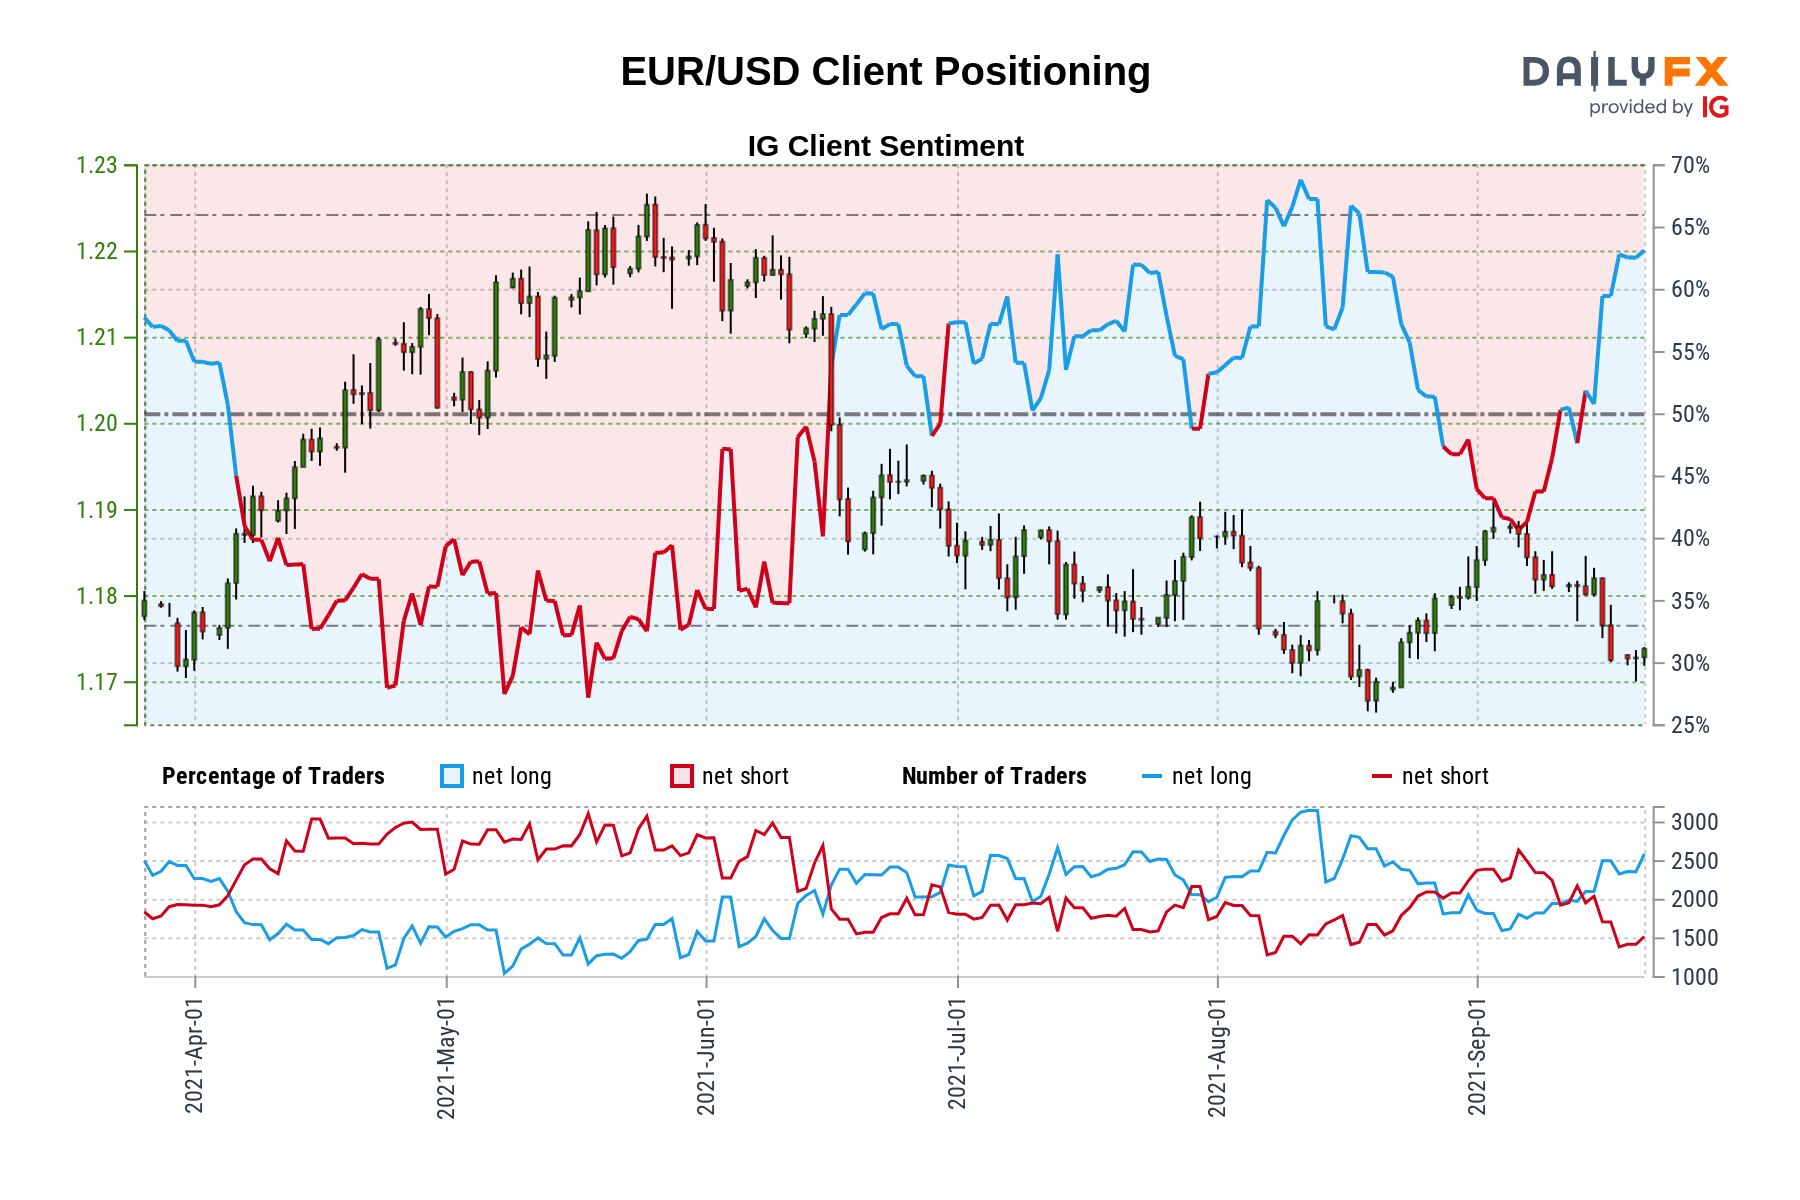 EUR/USD Client Positioning
DAILYFX
provided by IG
IG Client Sentiment
1.23
1.22
1.21
1.20
1.19
1.18
1.17
70%
65%
60%
55%
50%
45%
40%
35%
30%
25%
Percentage of Traders net long net short Number of Traders net long net short
3000
2500
2000
1500
1000
2021-Apr-01
2021-May-01
2021-Jun-01
2021-Jul-01
2021-Aug-01
2021-Sep-01